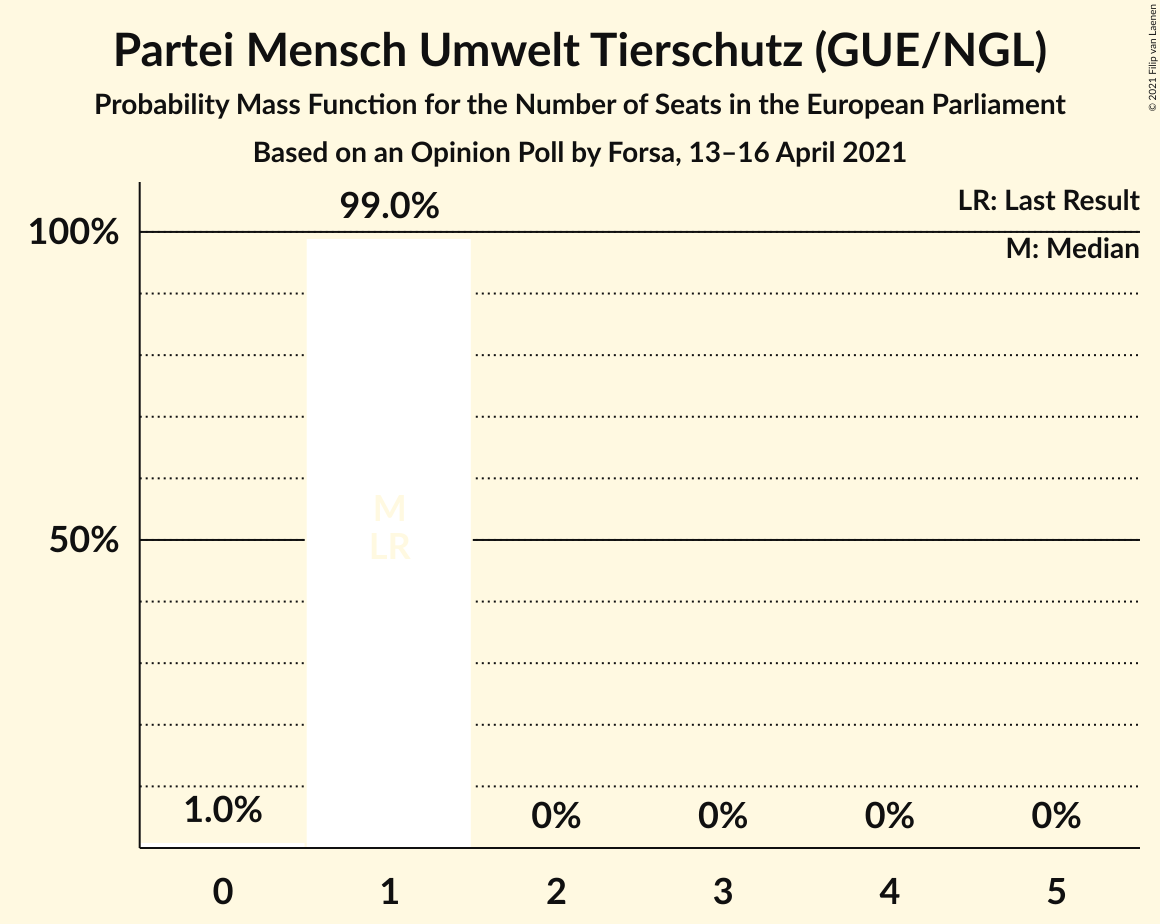 Partei Mensch Umwelt Tierschutz (GUE/NGL)
Probability Mass Function for the Number of Seats in the European Parliament
Based on an Opinion Poll by Forsa, 13–16 April 2021
© 2021 Filip van Laenen
LR: Last Result
M: Median
99.0%
100%
M
50%
LR
1.0%
0%
0%
0%
0%
0
1
2
3
4
5